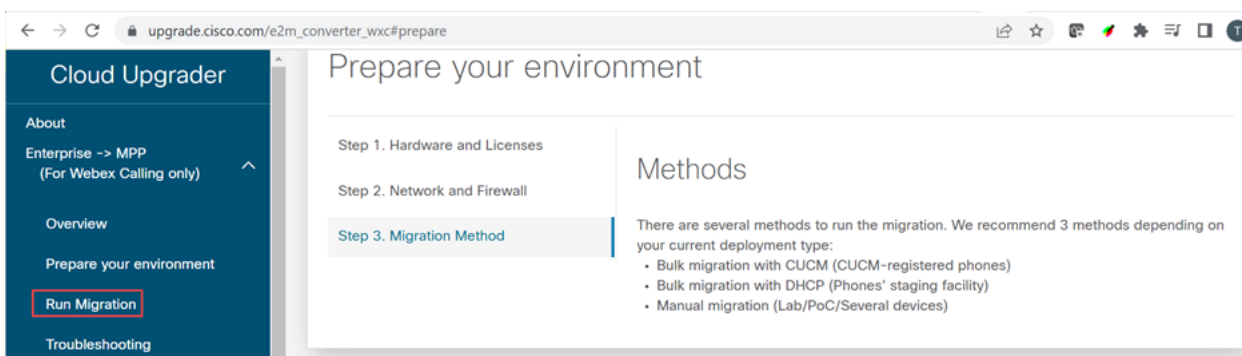 upgrade.cisco.com/e2m_converter_wxc#prepare
Cloud Upgrader
About
Enterprise -> MPP
(For Webex Calling only)
Overview
Prepare your environment
Run Migration
Troubleshooting
Prepare your environment
Step 1. Hardware and Licenses
Step 2. Network and Firewall
Step 3. Migration Method
Methods
There are several methods to run the migration. We recommend 3 methods depending on
your current deployment type:
• Bulk migration with CUCM (CUCM-registered phones)
• Bulk migration with DHCP (Phones' staging facility)
• Manual migration (Lab/PoC/Several devices)